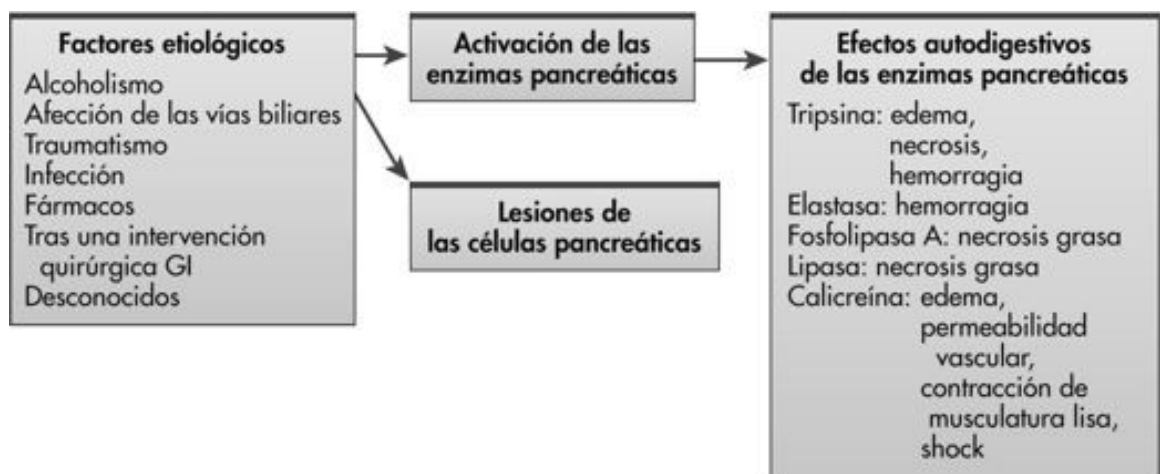 Factores etiológicos
Alcoholismo
Afección de las vías biliares
Traumatismo
Infección
Fármacos
Tras una intervención
quirúrgica GI
Desconocidos
Activación de las
enzimas pancreáticas
Lesiones de
las células pancreáticas
Efectos autodigestivos
de las enzimas pancreáticas
Tripsina: edema,
necrosis,
hemorragia
Elastasa: hemorragia
Fosfolipasa A: necrosis grasa
Lipasa: necrosis grasa
Calicreína: edema,
permeabilidad
vascular,
contracción de
musculatura lisa,
shock